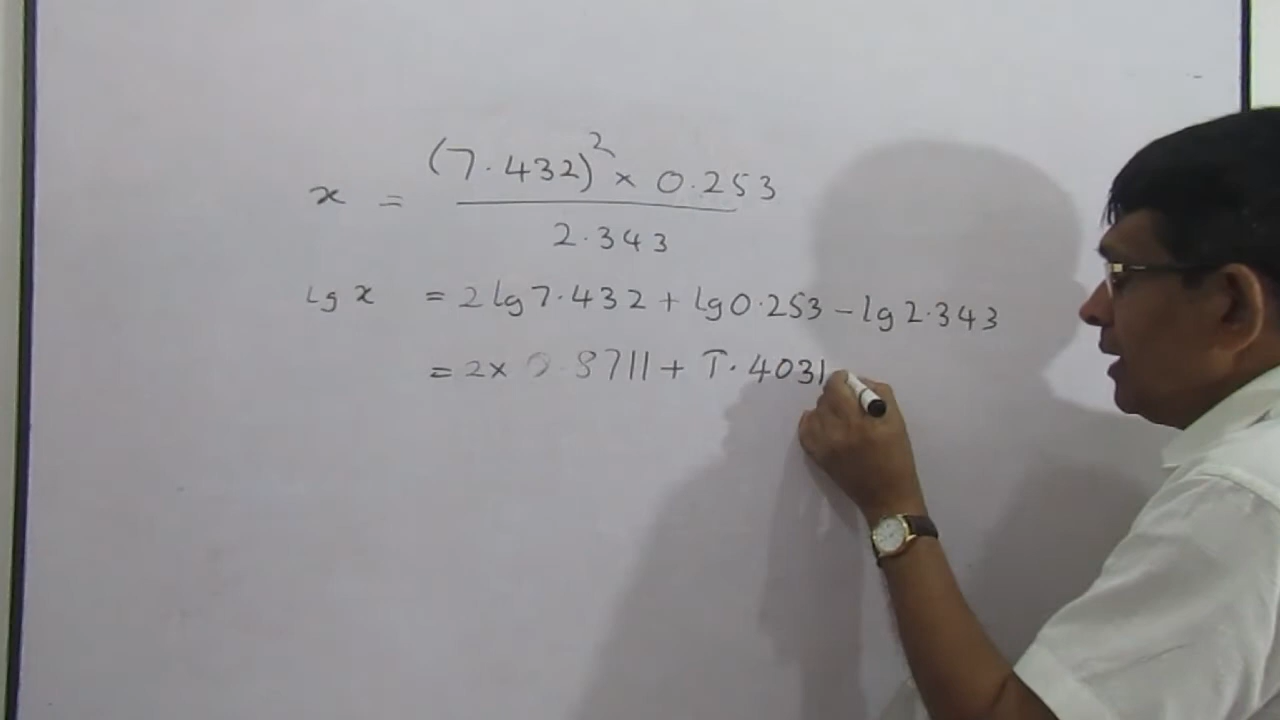 x = (7.432)² × 0.253
2.343
lg x = 2 lg 7.432 + lg 0.253 − lg 2.343
= 2 × 0.8711 + 1̅.4031